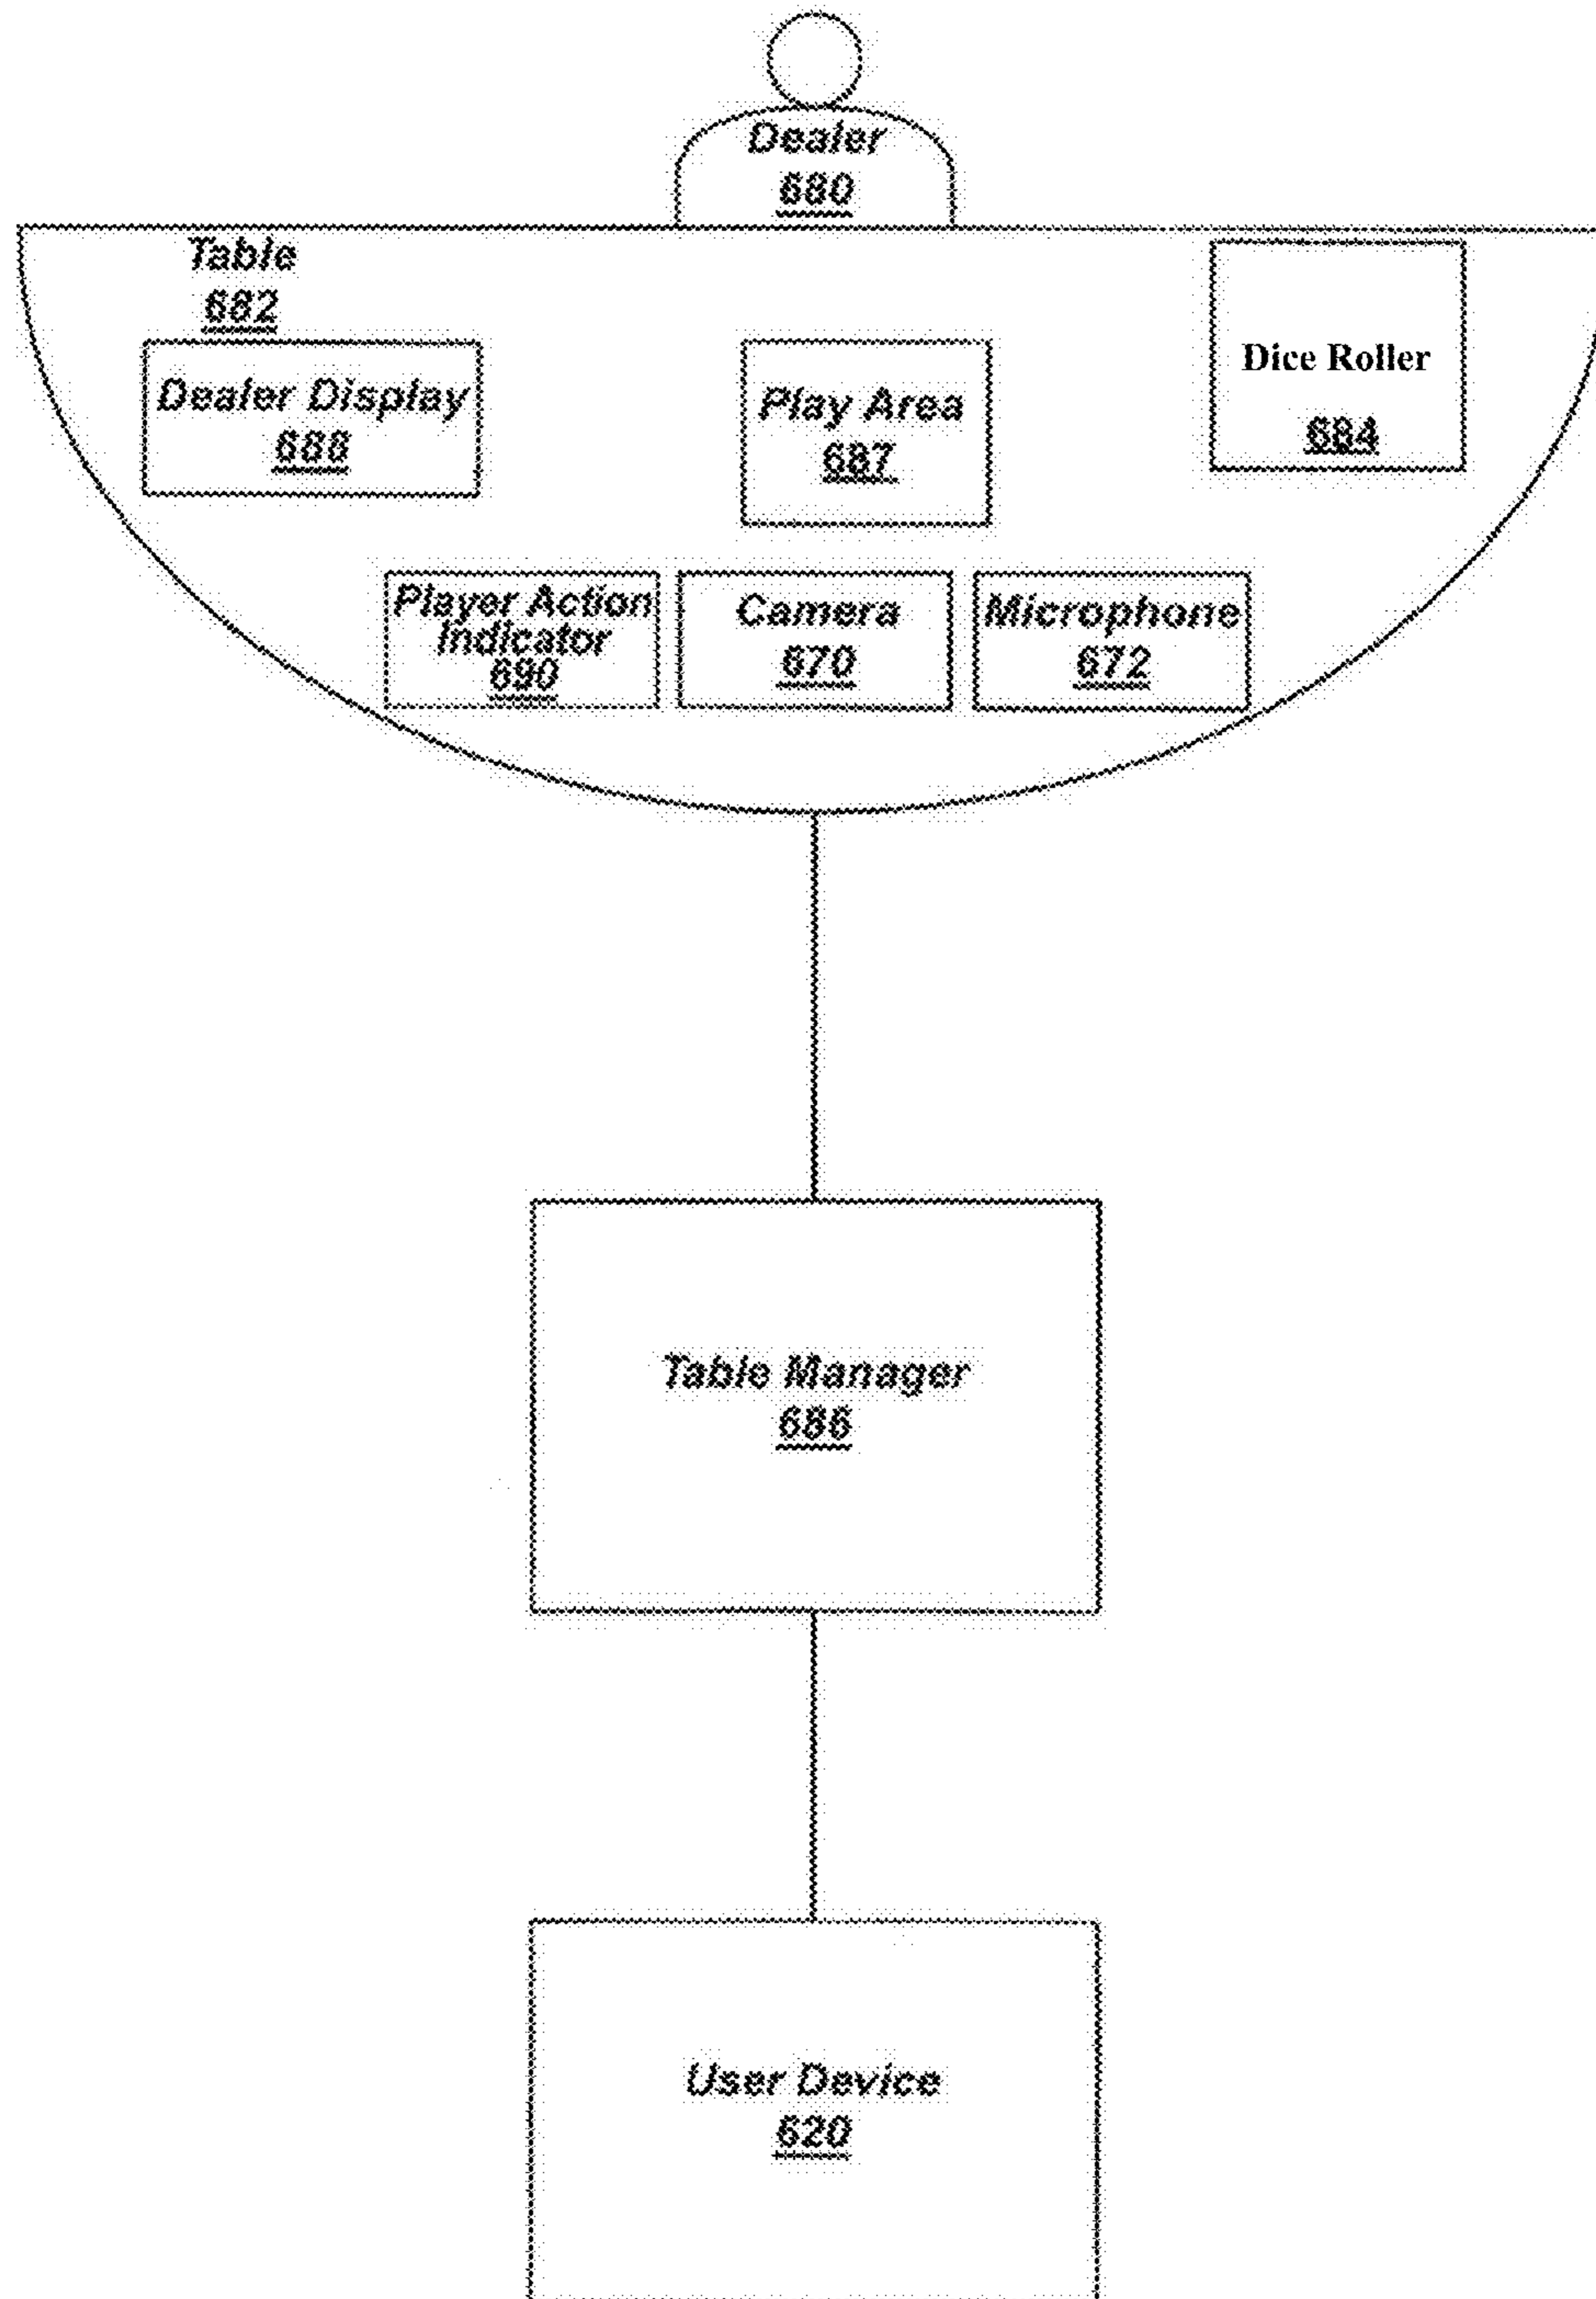 Dealer
680
Table
682
Dealer Display
688
Play Area
687
Dice Roller
684
Player Action
Indicator
690
Camera
670
Microphone
672
Table Manager
686
User Device
620